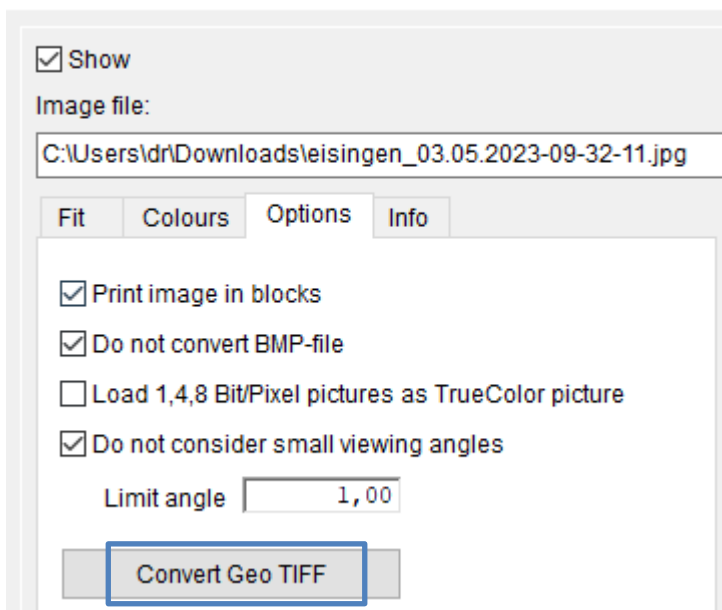 Show
Image file:
C:\Users\dr\Downloads\eisingen_03.05.2023-09-32-11.jpg
Fit Colours Options Info
Print image in blocks
Do not convert BMP-file
Load 1,4,8 Bit/Pixel pictures as TrueColor picture
Do not consider small viewing angles
Limit angle 1,00
Convert Geo TIFF